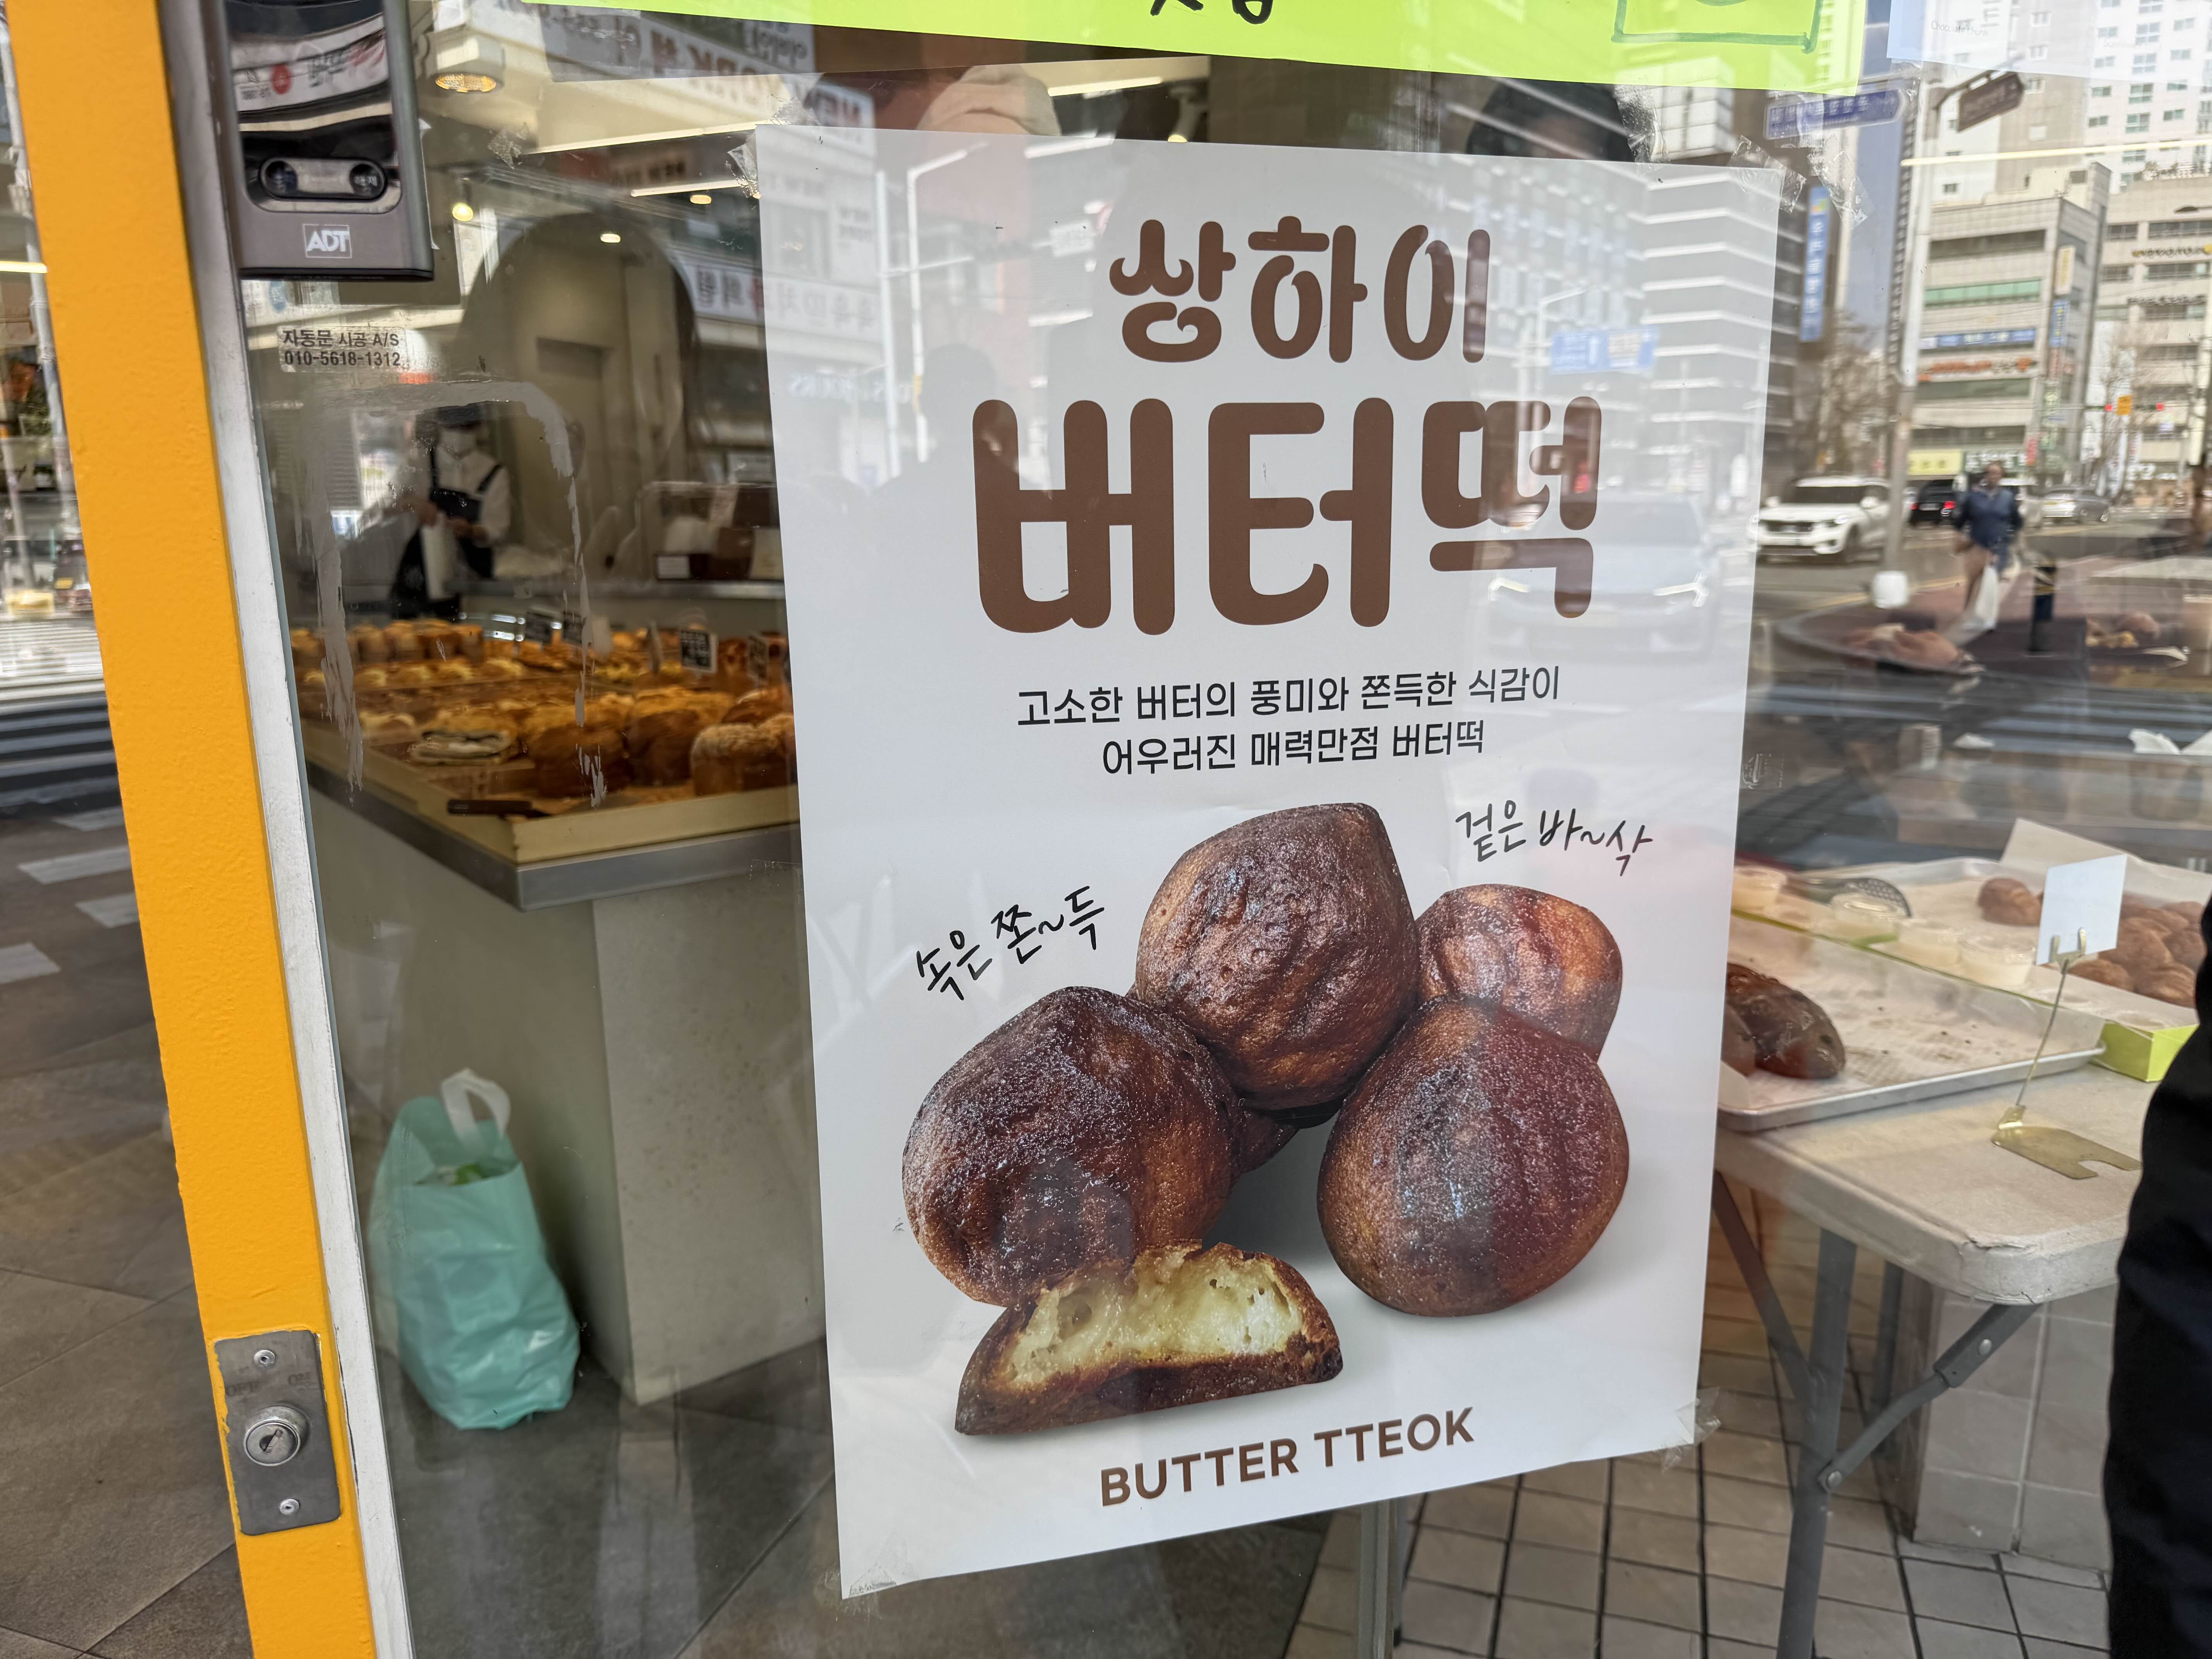 ADT
자동문 시공 A/S
010-5618-1312
상하이
버터떡
고소한 버터의 풍미와 쫀득한 식감이
어우러진 매력만점 버터떡
겉은 바~삭
속은 쫀~득
BUTTER TTEOK